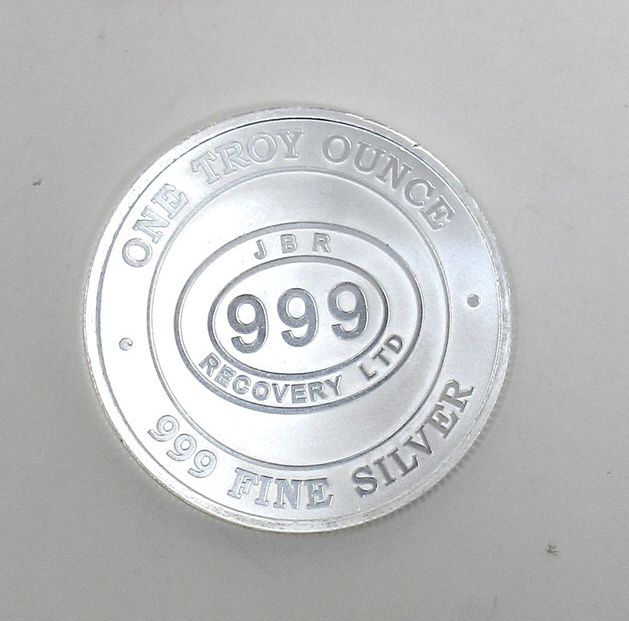 ONE TROY OUNCE
JBR
999
RECOVERY LTD
999 FINE SILVER